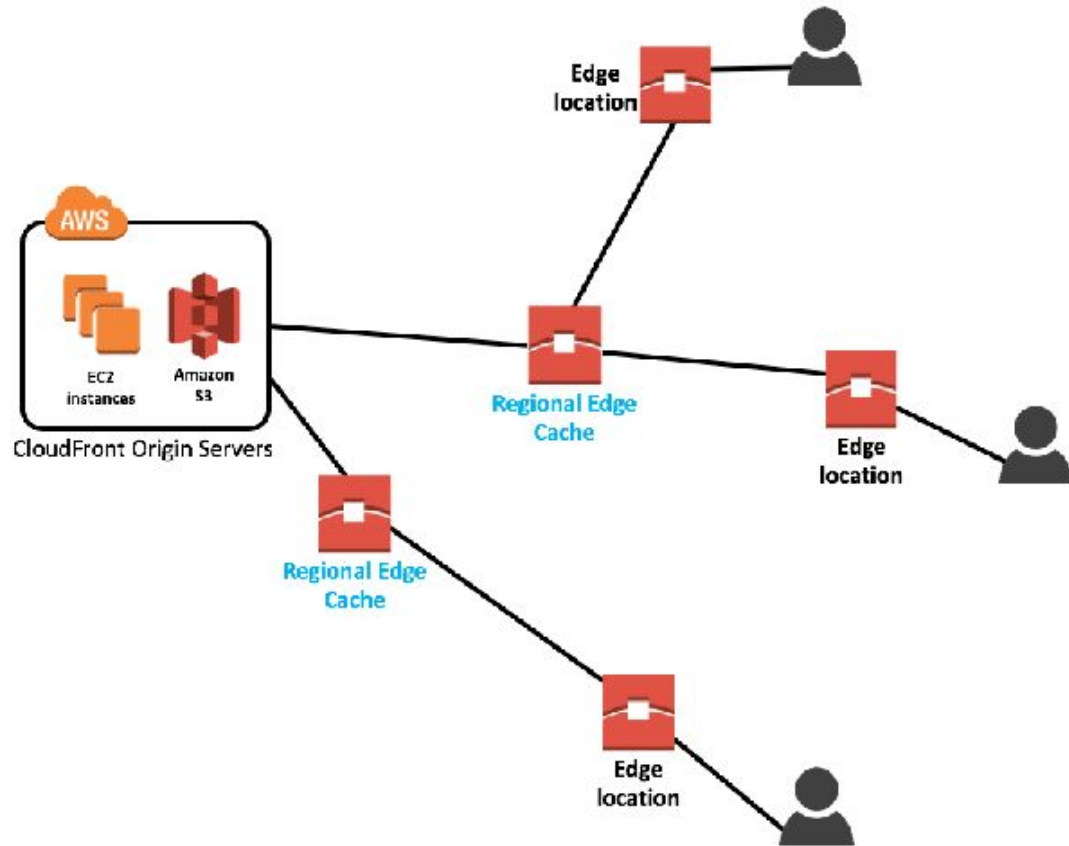 Edge
location
AWS
EC2
instances
Amazon
S3
CloudFront Origin Servers
Regional Edge
Cache
Edge
location
Regional Edge
Cache
Edge
location